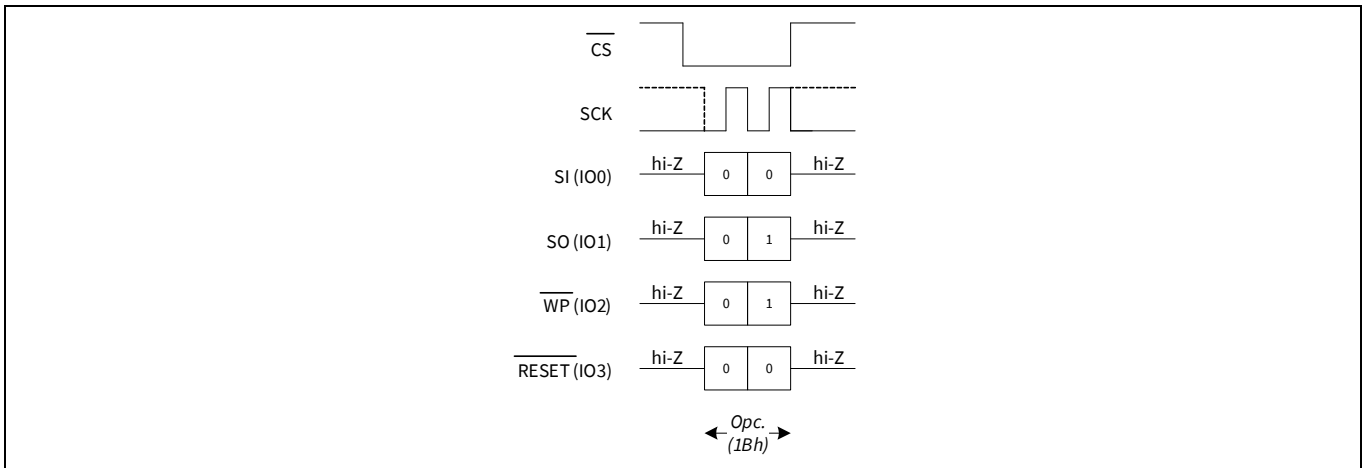 CS
SCK
SI (IO0) hi-Z 0 0 hi-Z
SO (IO1) hi-Z 0 1 hi-Z
WP (IO2) hi-Z 0 1 hi-Z
RESET (IO3) hi-Z 0 0 hi-Z
Opc.
(1Bh)